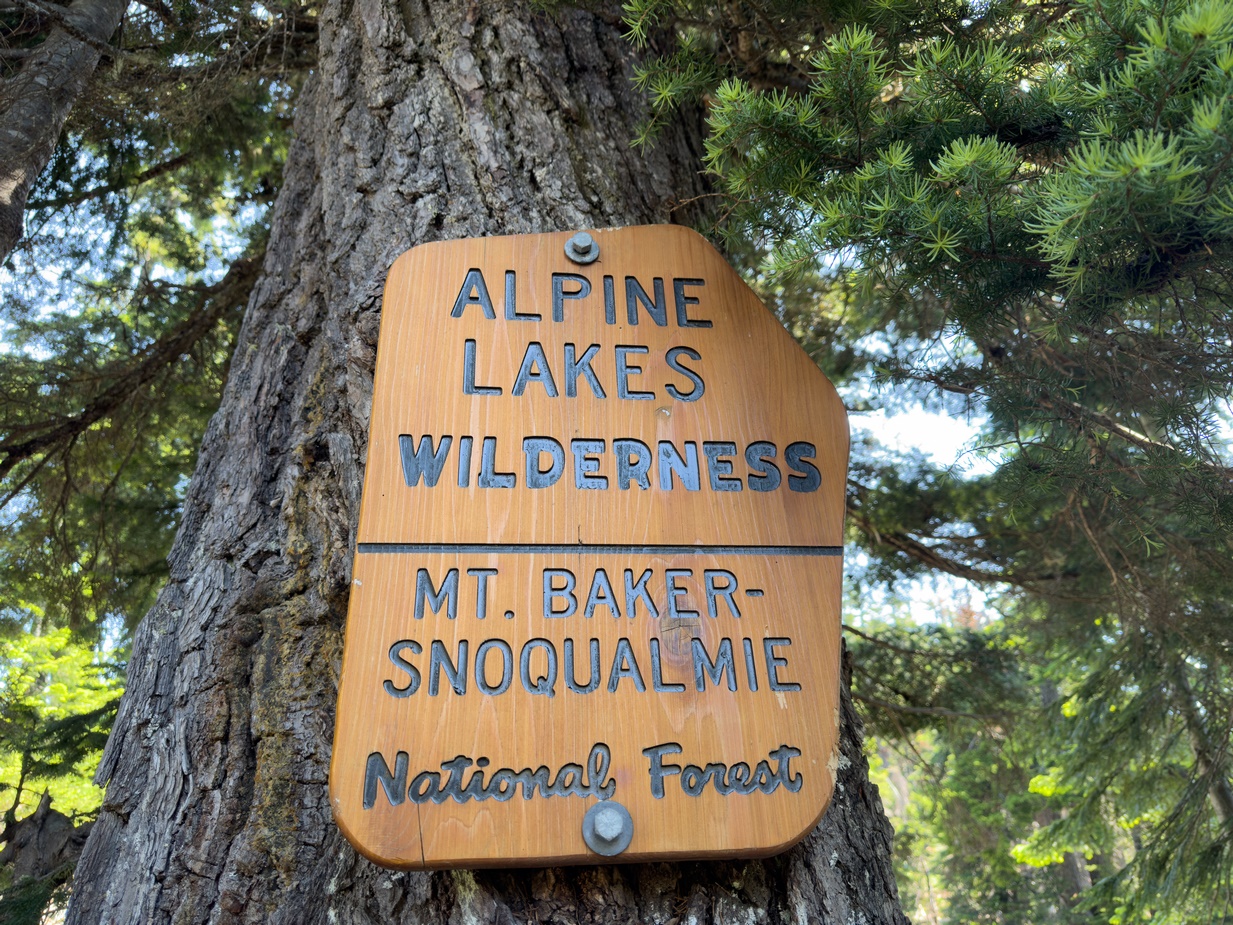 ALPINE
LAKES
WILDERNESS
MT. BAKER-
SNOQUALMIE
National Forest